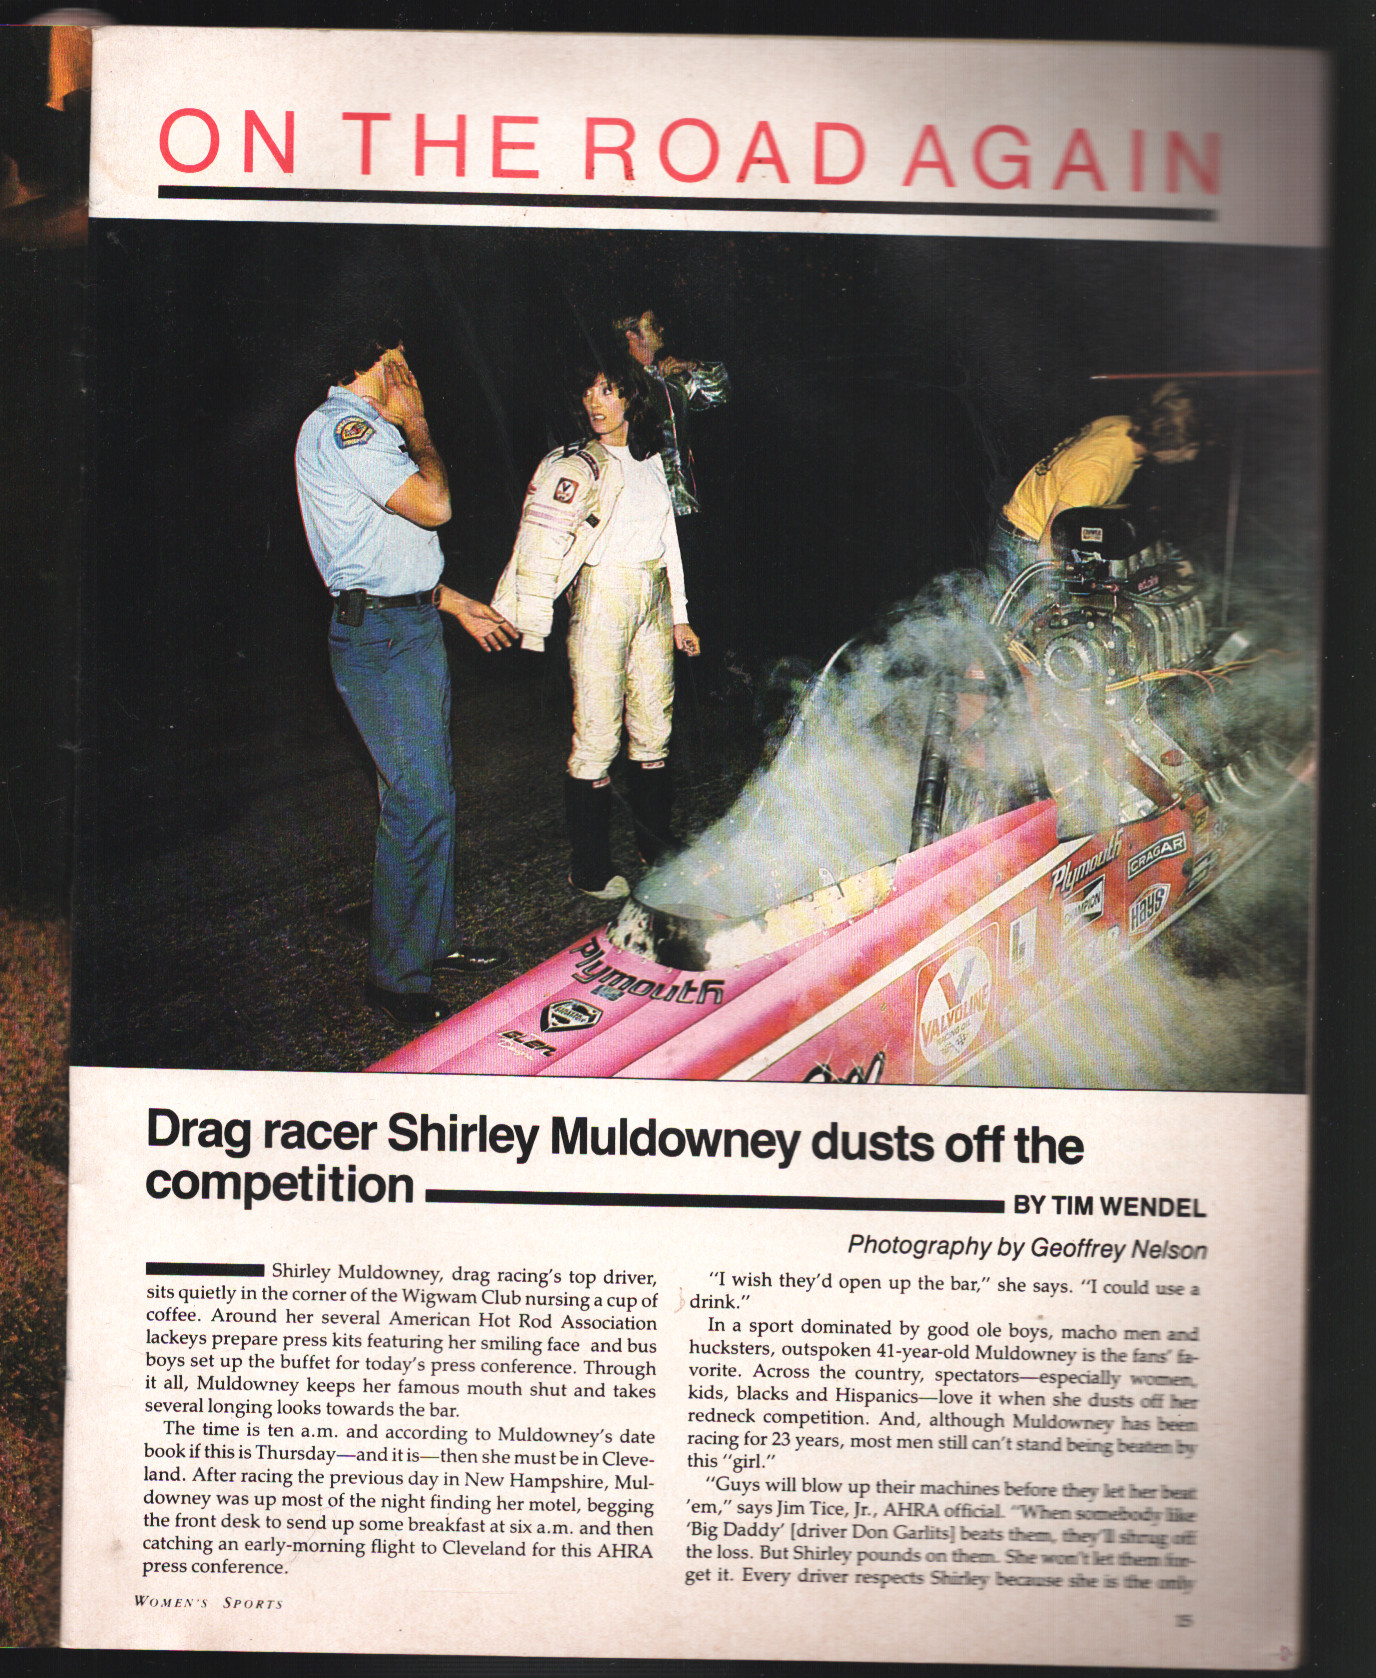 ON THE ROAD AGAIN
Plymouth
CRAGAR
CHAMPION
HAYS
VALVOLINE
RACING OIL
Plymouth
Drag racer Shirley Muldowney dusts off the
competition
BY TIM WENDEL
Photography by Geoffrey Nelson
Shirley Muldowney, drag racing's top driver,
sits quietly in the corner of the Wigwam Club nursing a cup of
coffee. Around her several American Hot Rod Association
lackeys prepare press kits featuring her smiling face and bus
boys set up the buffet for today's press conference. Through
it all, Muldowney keeps her famous mouth shut and takes
several longing looks towards the bar.
The time is ten a.m. and according to Muldowney's date
book if this is Thursday—and it is—then she must be in Cleve-
land. After racing the previous day in New Hampshire, Mul-
downey was up most of the night finding her motel, begging
the front desk to send up some breakfast at six a.m. and then
catching an early-morning flight to Cleveland for this AHRA
press conference.
"I wish they'd open up the bar," she says. "I could use a
drink."
In a sport dominated by good ole boys, macho men and
hucksters, outspoken 41-year-old Muldowney is the fans' fa-
vorite. Across the country, spectators—especially women,
kids, blacks and Hispanics—love it when she dusts off her
redneck competition. And, although Muldowney has been
racing for 23 years, most men still can't stand being beaten by
this "girl."
"Guys will blow up their machines before they let her beat
'em," says Jim Tice, Jr., AHRA official. "When somebody like
'Big Daddy' [driver Don Garlits] beats them, they'll shrug off
the loss. But Shirley pounds on them. She won't let them for-
get it. Every driver respects Shirley because she is the only
WOMEN'S SPORTS
15